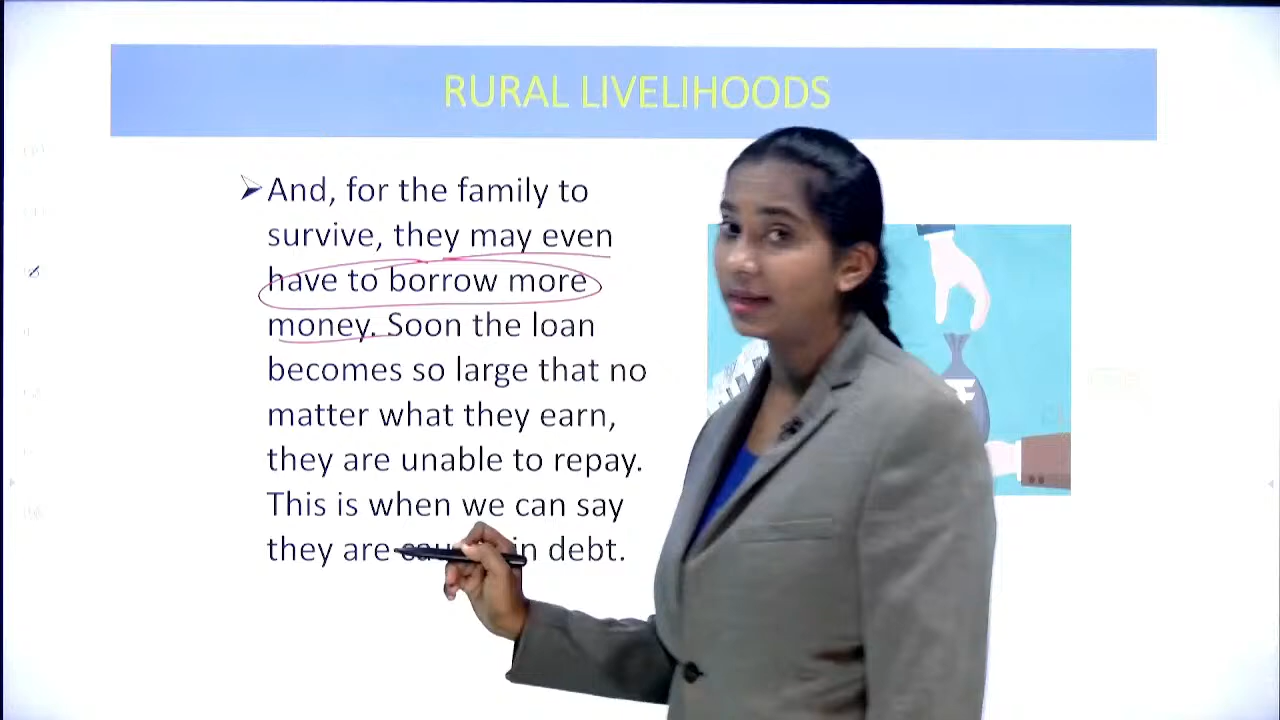 RURAL LIVELIHOODS
➢And, for the family to
survive, they may even
have to borrow more
money. Soon the loan
becomes so large that no
matter what they earn,
they are unable to repay.
This is when we can say
they are in debt.